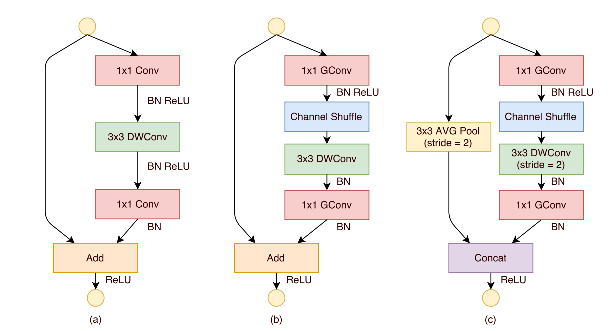 1x1 Conv
BN ReLU
3x3 DWConv
BN ReLU
1x1 Conv
BN
Add
ReLU
(a)
1x1 GConv
BN ReLU
Channel Shuffle
3x3 DWConv
BN
1x1 GConv
BN
Add
ReLU
(b)
3x3 AVG Pool
(stride = 2)
1x1 GConv
BN ReLU
Channel Shuffle
3x3 DWConv
(stride = 2)
BN
1x1 GConv
BN
Concat
ReLU
(c)